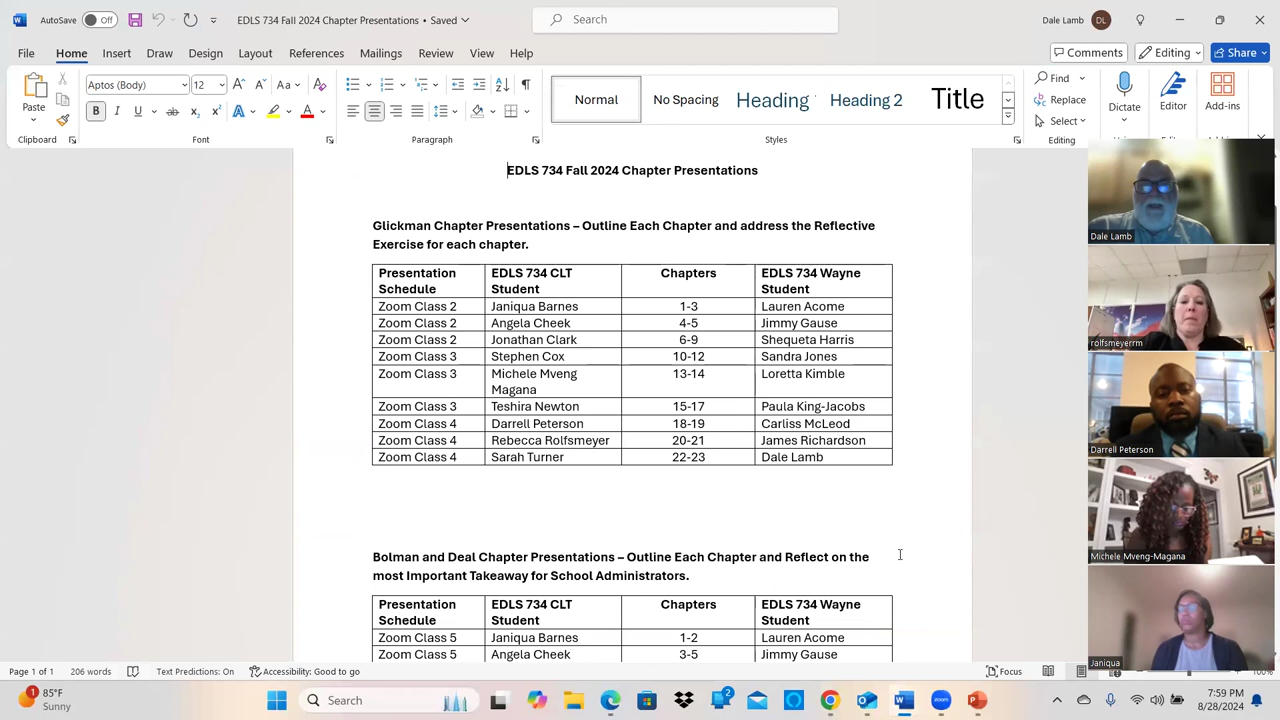 AutoSave Off EDLS 734 Fall 2024 Chapter Presentations • Saved Search Dale Lamb DL
File Home Insert Draw Design Layout References Mailings Review View Help Comments Editing Share
Paste Aptos (Body) 12 Aa Normal No Spacing Heading Heading 2 Title Find Replace Select Dictate Editor Add-ins
Clipboard Font Paragraph Styles Editing
EDLS 734 Fall 2024 Chapter Presentations
Glickman Chapter Presentations – Outline Each Chapter and address the Reflective
Exercise for each chapter.
Presentation Schedule EDLS 734 CLT Student Chapters EDLS 734 Wayne Student
Zoom Class 2 Janiqua Barnes 1-3 Lauren Acome
Zoom Class 2 Angela Cheek 4-5 Jimmy Gause
Zoom Class 2 Jonathan Clark 6-9 Shequeta Harris
Zoom Class 3 Stephen Cox 10-12 Sandra Jones
Zoom Class 3 Michele Mveng Magana 13-14 Loretta Kimble
Zoom Class 3 Teshira Newton 15-17 Paula King-Jacobs
Zoom Class 4 Darrell Peterson 18-19 Carliss McLeod
Zoom Class 4 Rebecca Rolfsmeyer 20-21 James Richardson
Zoom Class 4 Sarah Turner 22-23 Dale Lamb
Bolman and Deal Chapter Presentations – Outline Each Chapter and Reflect on the
most Important Takeaway for School Administrators.
Presentation Schedule EDLS 734 CLT Student Chapters EDLS 734 Wayne Student
Zoom Class 5 Janiqua Barnes 1-2 Lauren Acome
Zoom Class 5 Angela Cheek 3-5 Jimmy Gause
Dale Lamb
rolfsmeyerrm
Darrell Peterson
Michele Mveng-Magana
Janiqua
Page 1 of 1 206 words Text Predictions: On Accessibility: Good to go Focus 100%
1 85°F Sunny Search 2 zoom 7:59 PM 8/28/2024